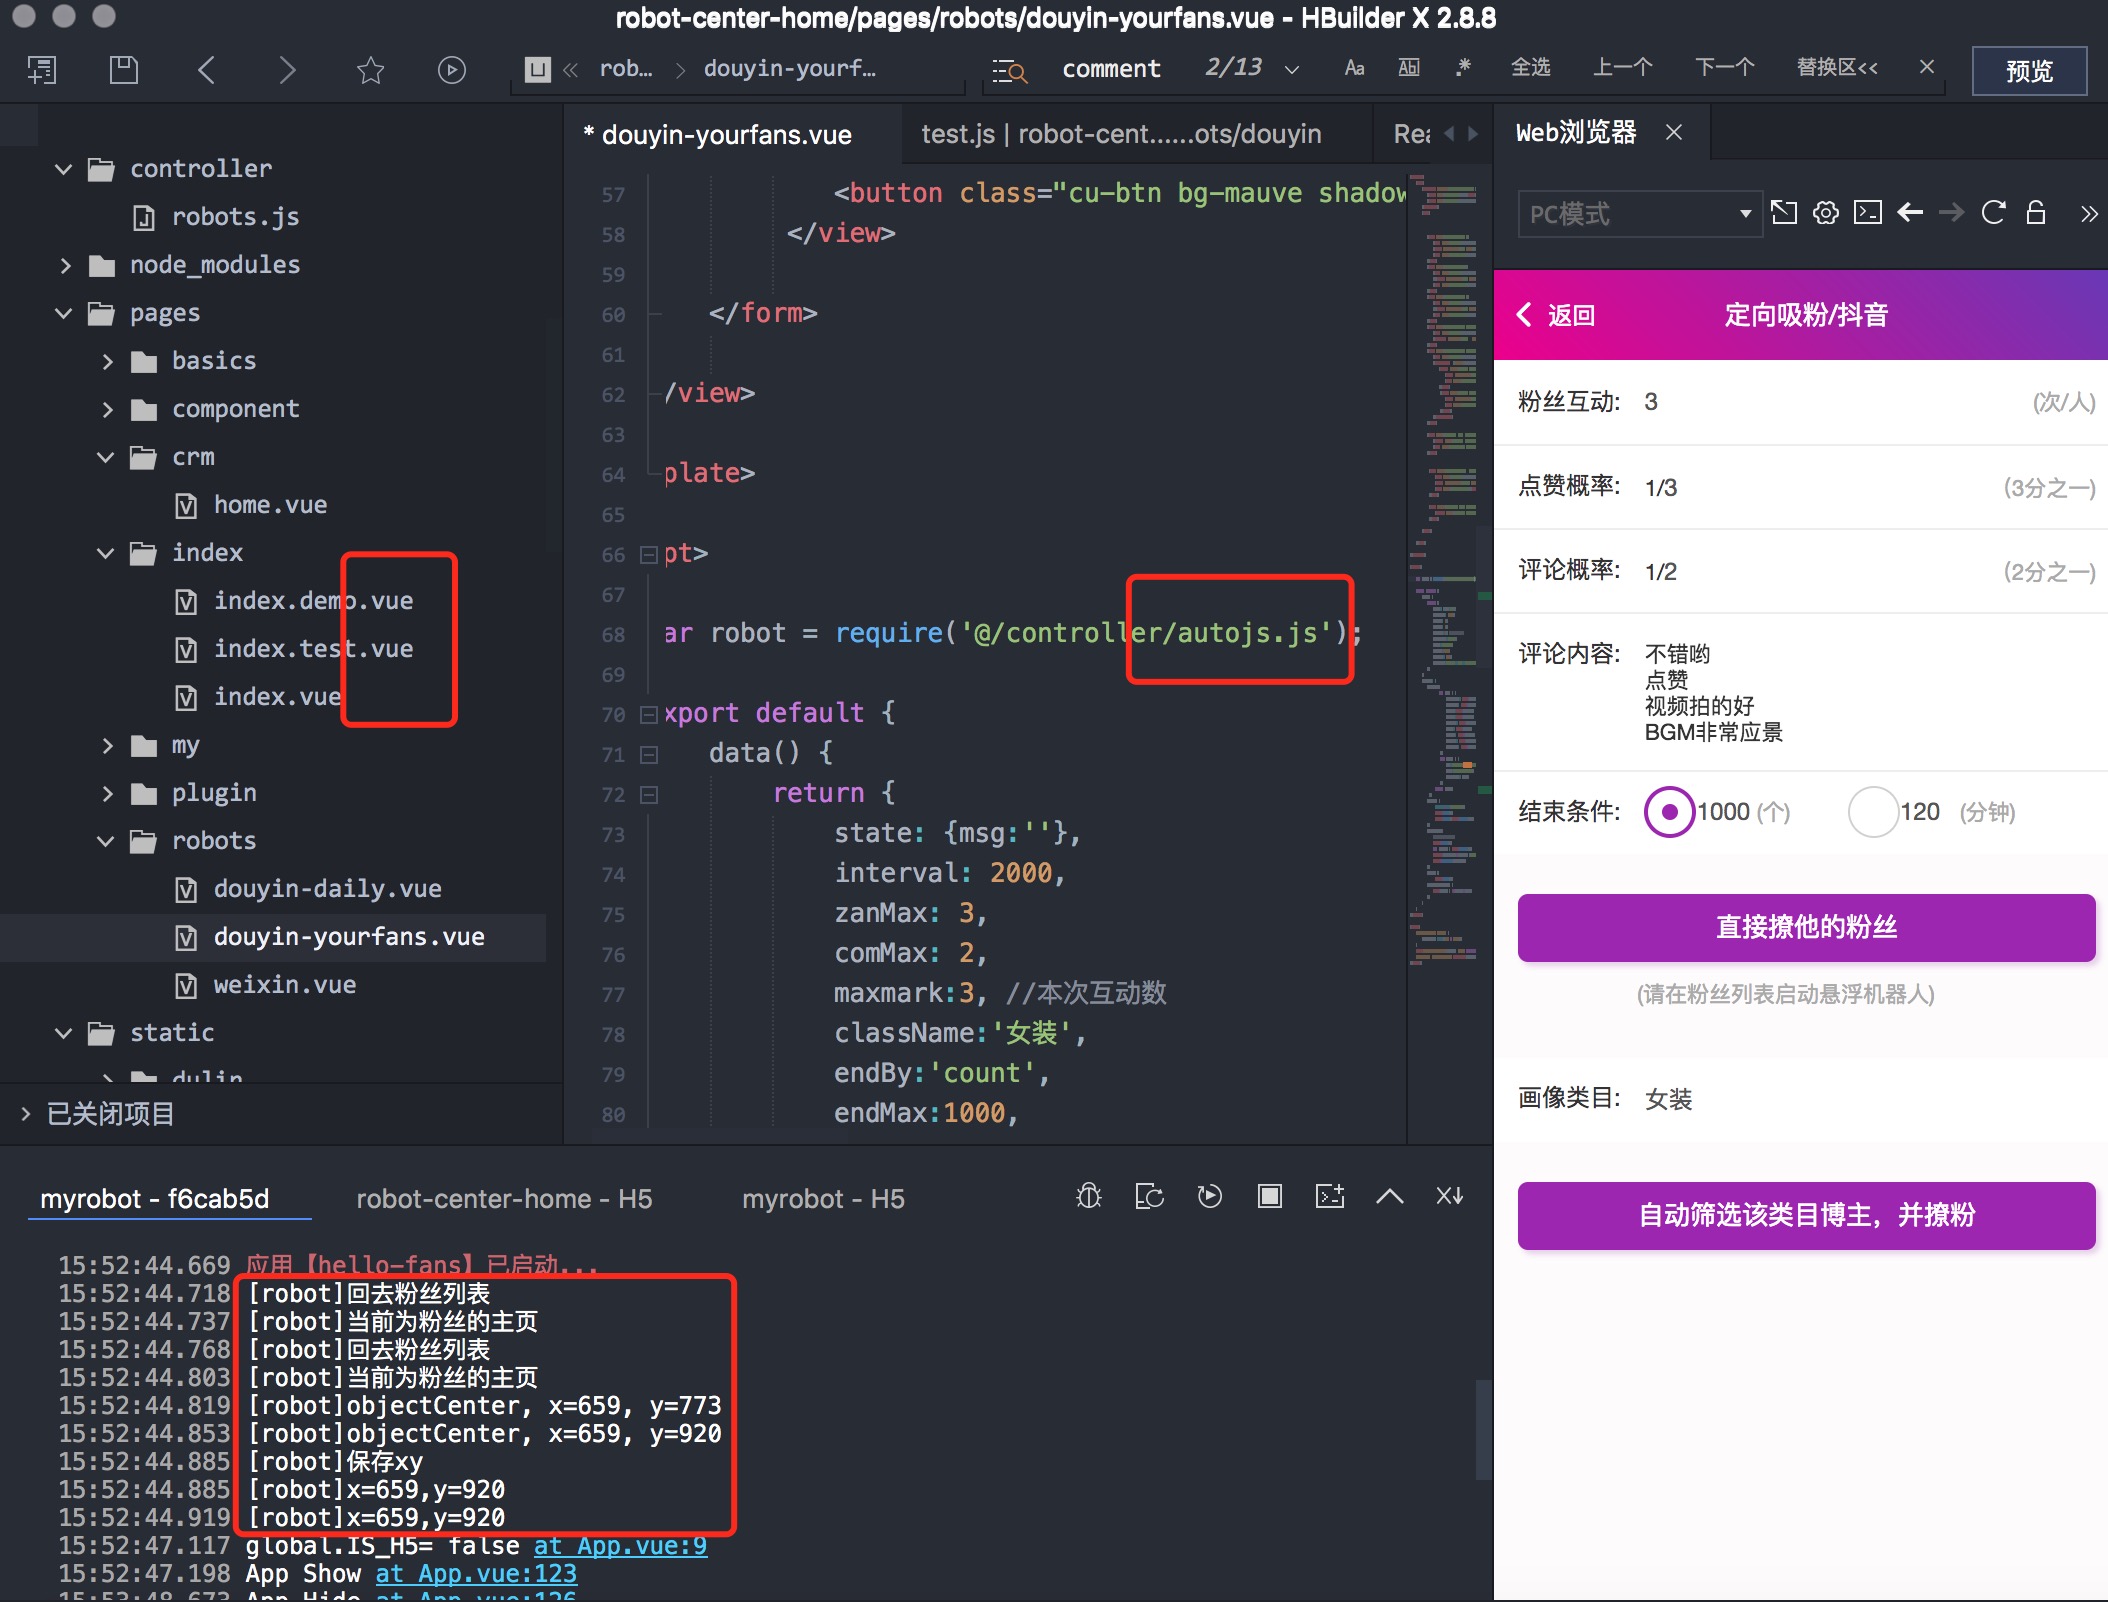 robot-center-home/pages/robots/douyin-yourfans.vue - HBuilder X 2.8.8
rob... douyin-yourf...
comment 2/13 Aa .* 全选 上一个 下一个 替换区<< 预览
controller
robots.js
node_modules
pages
basics
component
crm
home.vue
index
index.demo.vue
index.test.vue
index.vue
my
plugin
robots
douyin-daily.vue
douyin-yourfans.vue
weixin.vue
static
dulin
已关闭项目
* douyin-yourfans.vue test.js | robot-cent......ots/douyin
57 <button class="cu-btn bg-mauve shadow
58 </view>
59
60 </form>
61
62 /view>
63
64 plate>
65
66 pt>
67
68 ar robot = require('@/controller/autojs.js');
69
70 xport default {
71 data() {
72 return {
73 state: {msg:''},
74 interval: 2000,
75 zanMax: 3,
76 comMax: 2,
77 maxmark:3, //本次互动数
78 className:'女装',
79 endBy:'count',
80 endMax:1000,
Web浏览器
PC模式
返回 定向吸粉/抖音
粉丝互动: 3 (次/人)
点赞概率: 1/3 (3分之一)
评论概率: 1/2 (2分之一)
评论内容: 不错哟
点赞
视频拍的好
BGM非常应景
结束条件: 1000 (个) 120 (分钟)
直接撩他的粉丝
(请在粉丝列表启动悬浮机器人)
画像类目: 女装
自动筛选该类目博主，并撩粉
myrobot - f6cab5d robot-center-home - H5 myrobot - H5
15:52:44.669 应用【hello-fans】已启动...
15:52:44.718 [robot]回去粉丝列表
15:52:44.737 [robot]当前为粉丝的主页
15:52:44.768 [robot]回去粉丝列表
15:52:44.803 [robot]当前为粉丝的主页
15:52:44.819 [robot]objectCenter, x=659, y=773
15:52:44.853 [robot]objectCenter, x=659, y=920
15:52:44.885 [robot]保存xy
15:52:44.885 [robot]x=659,y=920
15:52:44.919 [robot]x=659,y=920
15:52:47.117 global.IS_H5= false at App.vue:9
15:52:47.198 App Show at App.vue:123
15:53:48.673 App Hide at App.vue:126